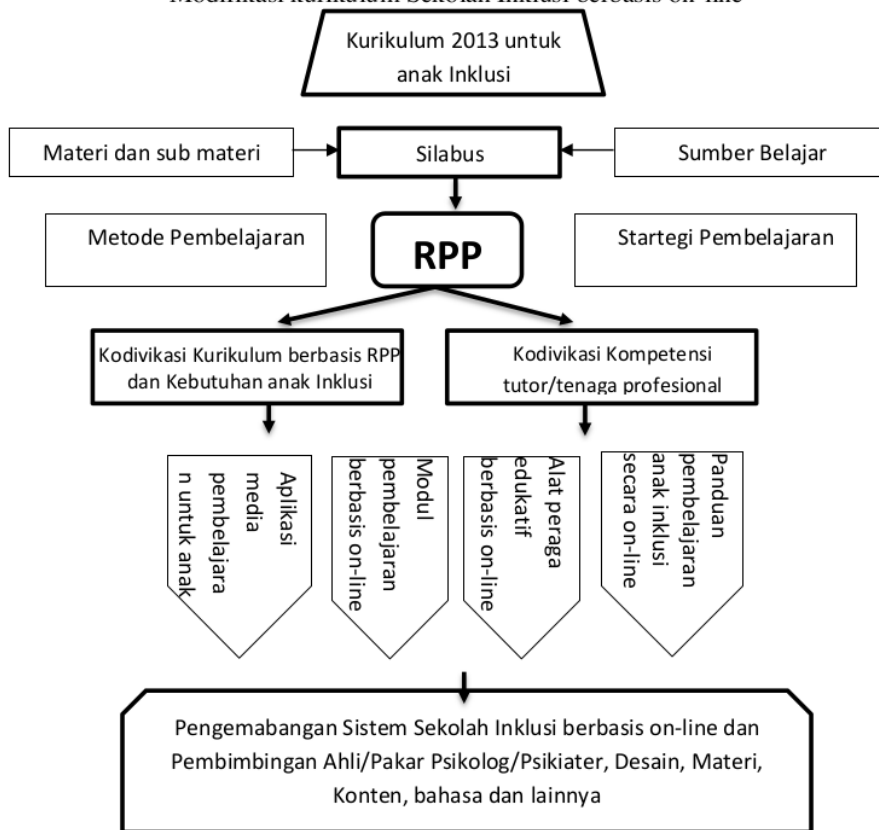 Modifikasi kurikulum Sekolah Inklusi berbasis on-line
Kurikulum 2013 untuk
anak Inklusi
Materi dan sub materi
Silabus
Sumber Belajar
Metode Pembelajaran
RPP
Startegi Pembelajaran
Kodivikasi Kurikulum berbasis RPP
dan Kebutuhan anak Inklusi
Kodivikasi Kompetensi
tutor/tenaga profesional
Aplikasi
media
pembelajara
n untuk anak
Modul
pembelajaran
berbasis on-line
Alat peraga
edukatif
berbasis on-line
Panduan
pembelajaran
anak inklusi
secara on-line
Pengemabangan Sistem Sekolah Inklusi berbasis on-line dan
Pembimbingan Ahli/Pakar Psikolog/Psikiater, Desain, Materi,
Konten, bahasa dan lainnya